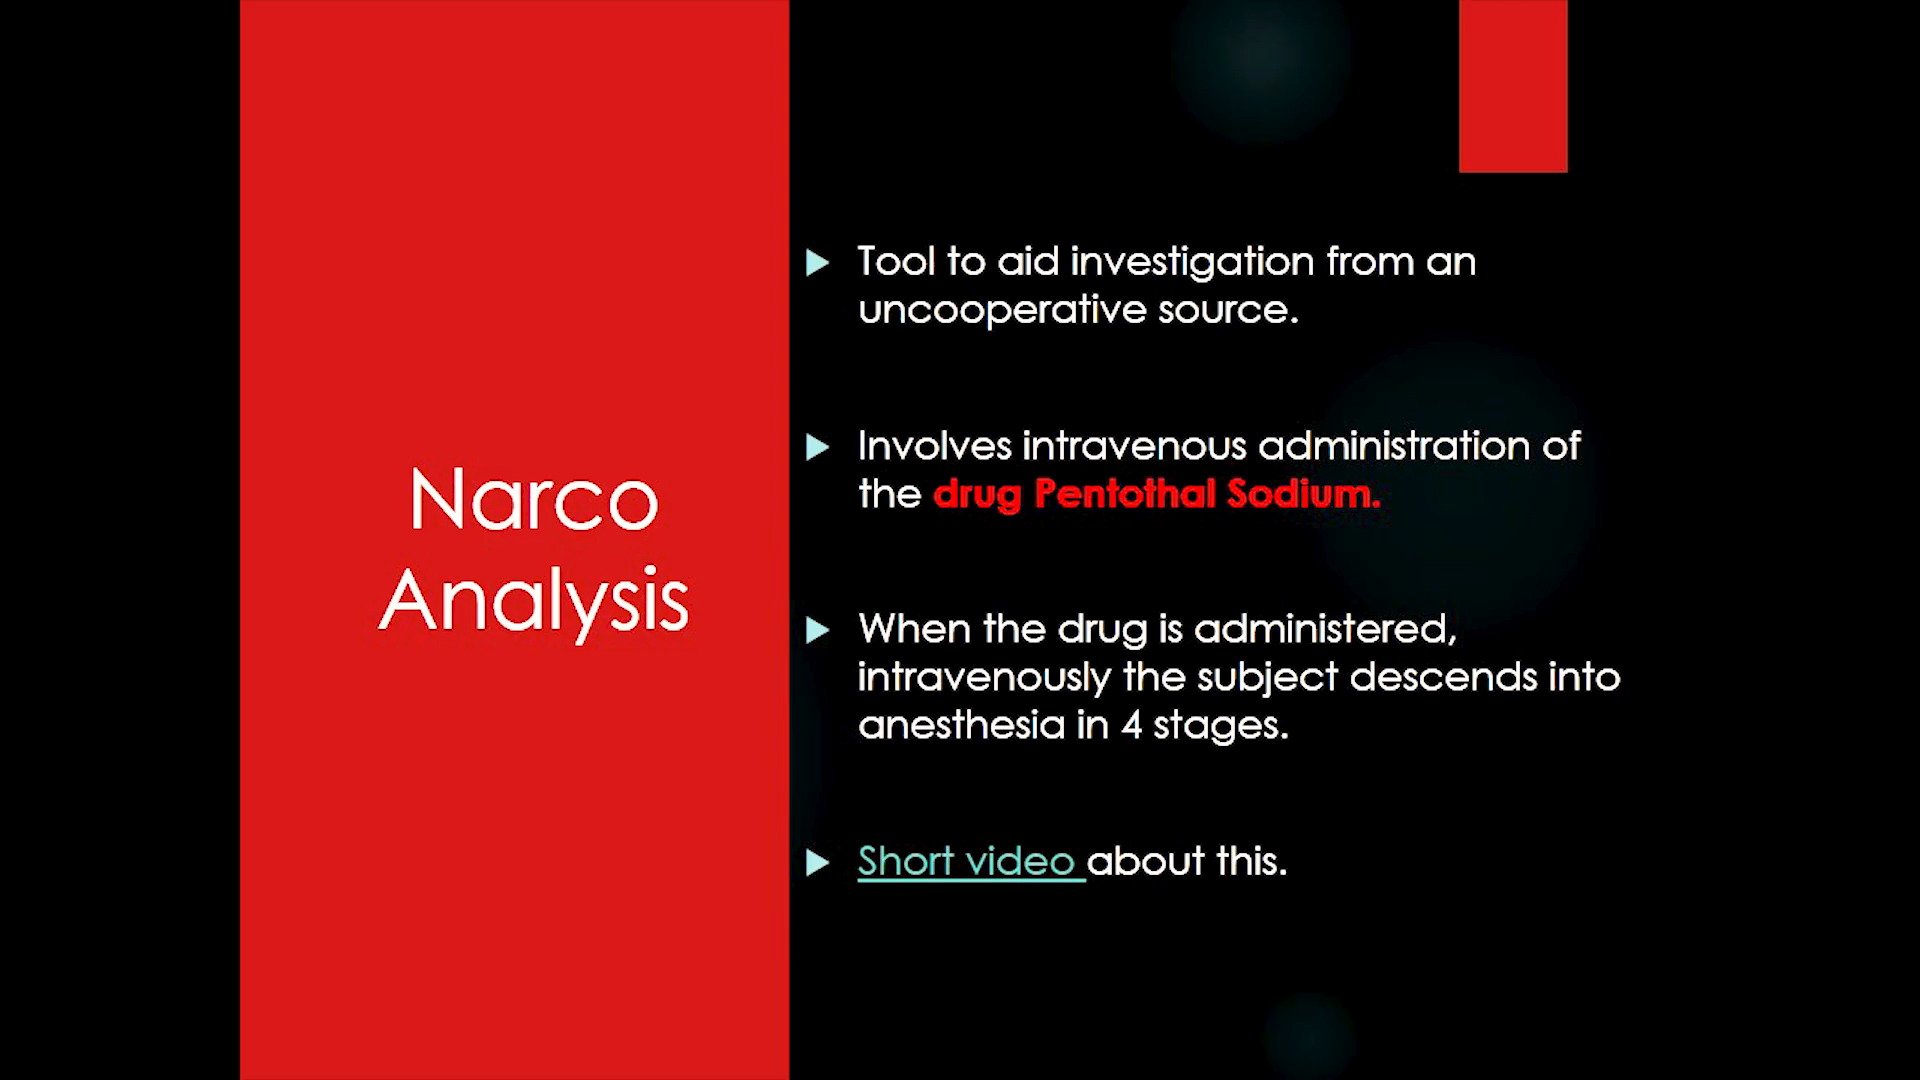 Narco
Analysis
Tool to aid investigation from an
uncooperative source.
Involves intravenous administration of
the drug Pentothal Sodium.
When the drug is administered,
intravenously the subject descends into
anesthesia in 4 stages.
Short video about this.